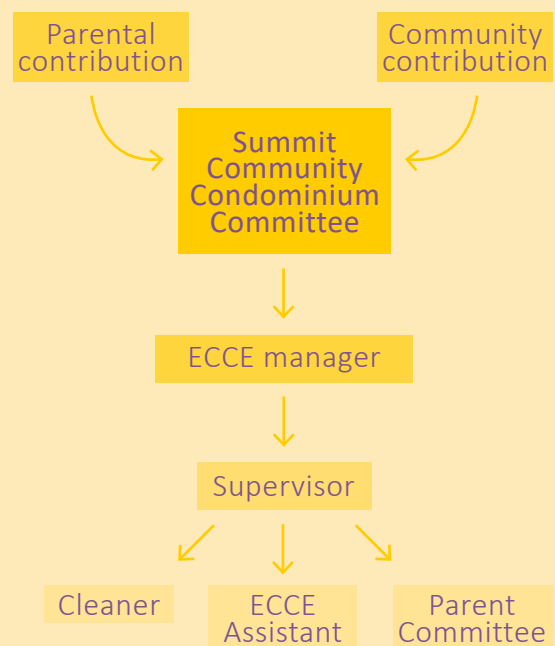 Parental
contribution
Community
contribution
Summit
Community
Condominium
Committee
ECCE manager
Supervisor
Cleaner
ECCE
Assistant
Parent
Committee